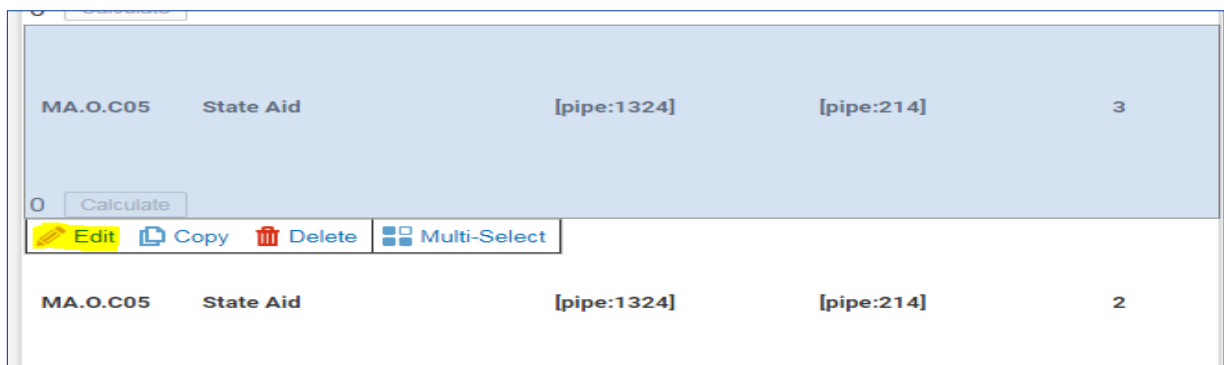 MA.O.C05 State Aid [pipe:1324] [pipe:214] 3
0 Calculate
Edit Copy Delete Multi-Select
MA.O.C05 State Aid [pipe:1324] [pipe:214] 2